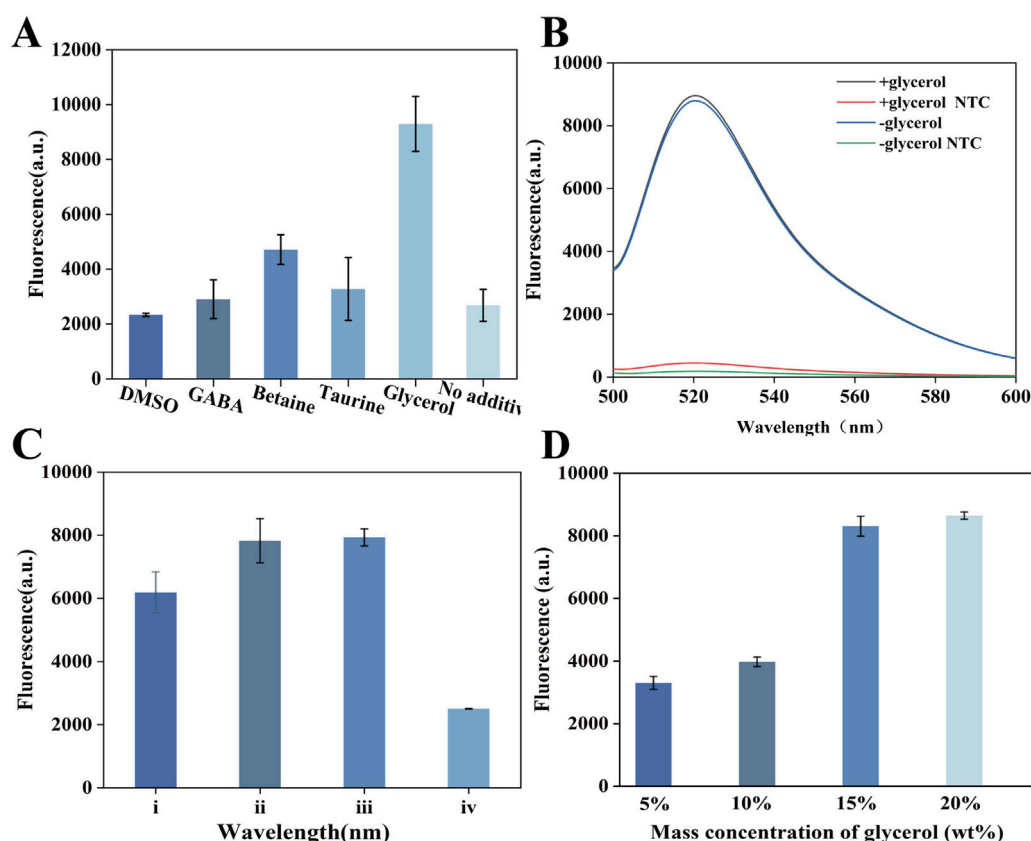 A
12000
10000
8000
6000
4000
2000
0
Fluorescence(a.u.)
DMSO
GABA
Betaine
Taurine
Glycerol
No additiv
B
10000
8000
6000
4000
2000
0
Fluorescence(a.u.)
+glycerol
+glycerol NTC
-glycerol
-glycerol NTC
500 520 540 560 580 600
Wavelength（nm）
C
10000
8000
6000
4000
2000
0
Fluorescence(a.u.)
i ii iii iv
Wavelength(nm)
D
10000
8000
6000
4000
2000
0
Fluorescence (a.u.)
5% 10% 15% 20%
Mass concentration of glycerol (wt%)